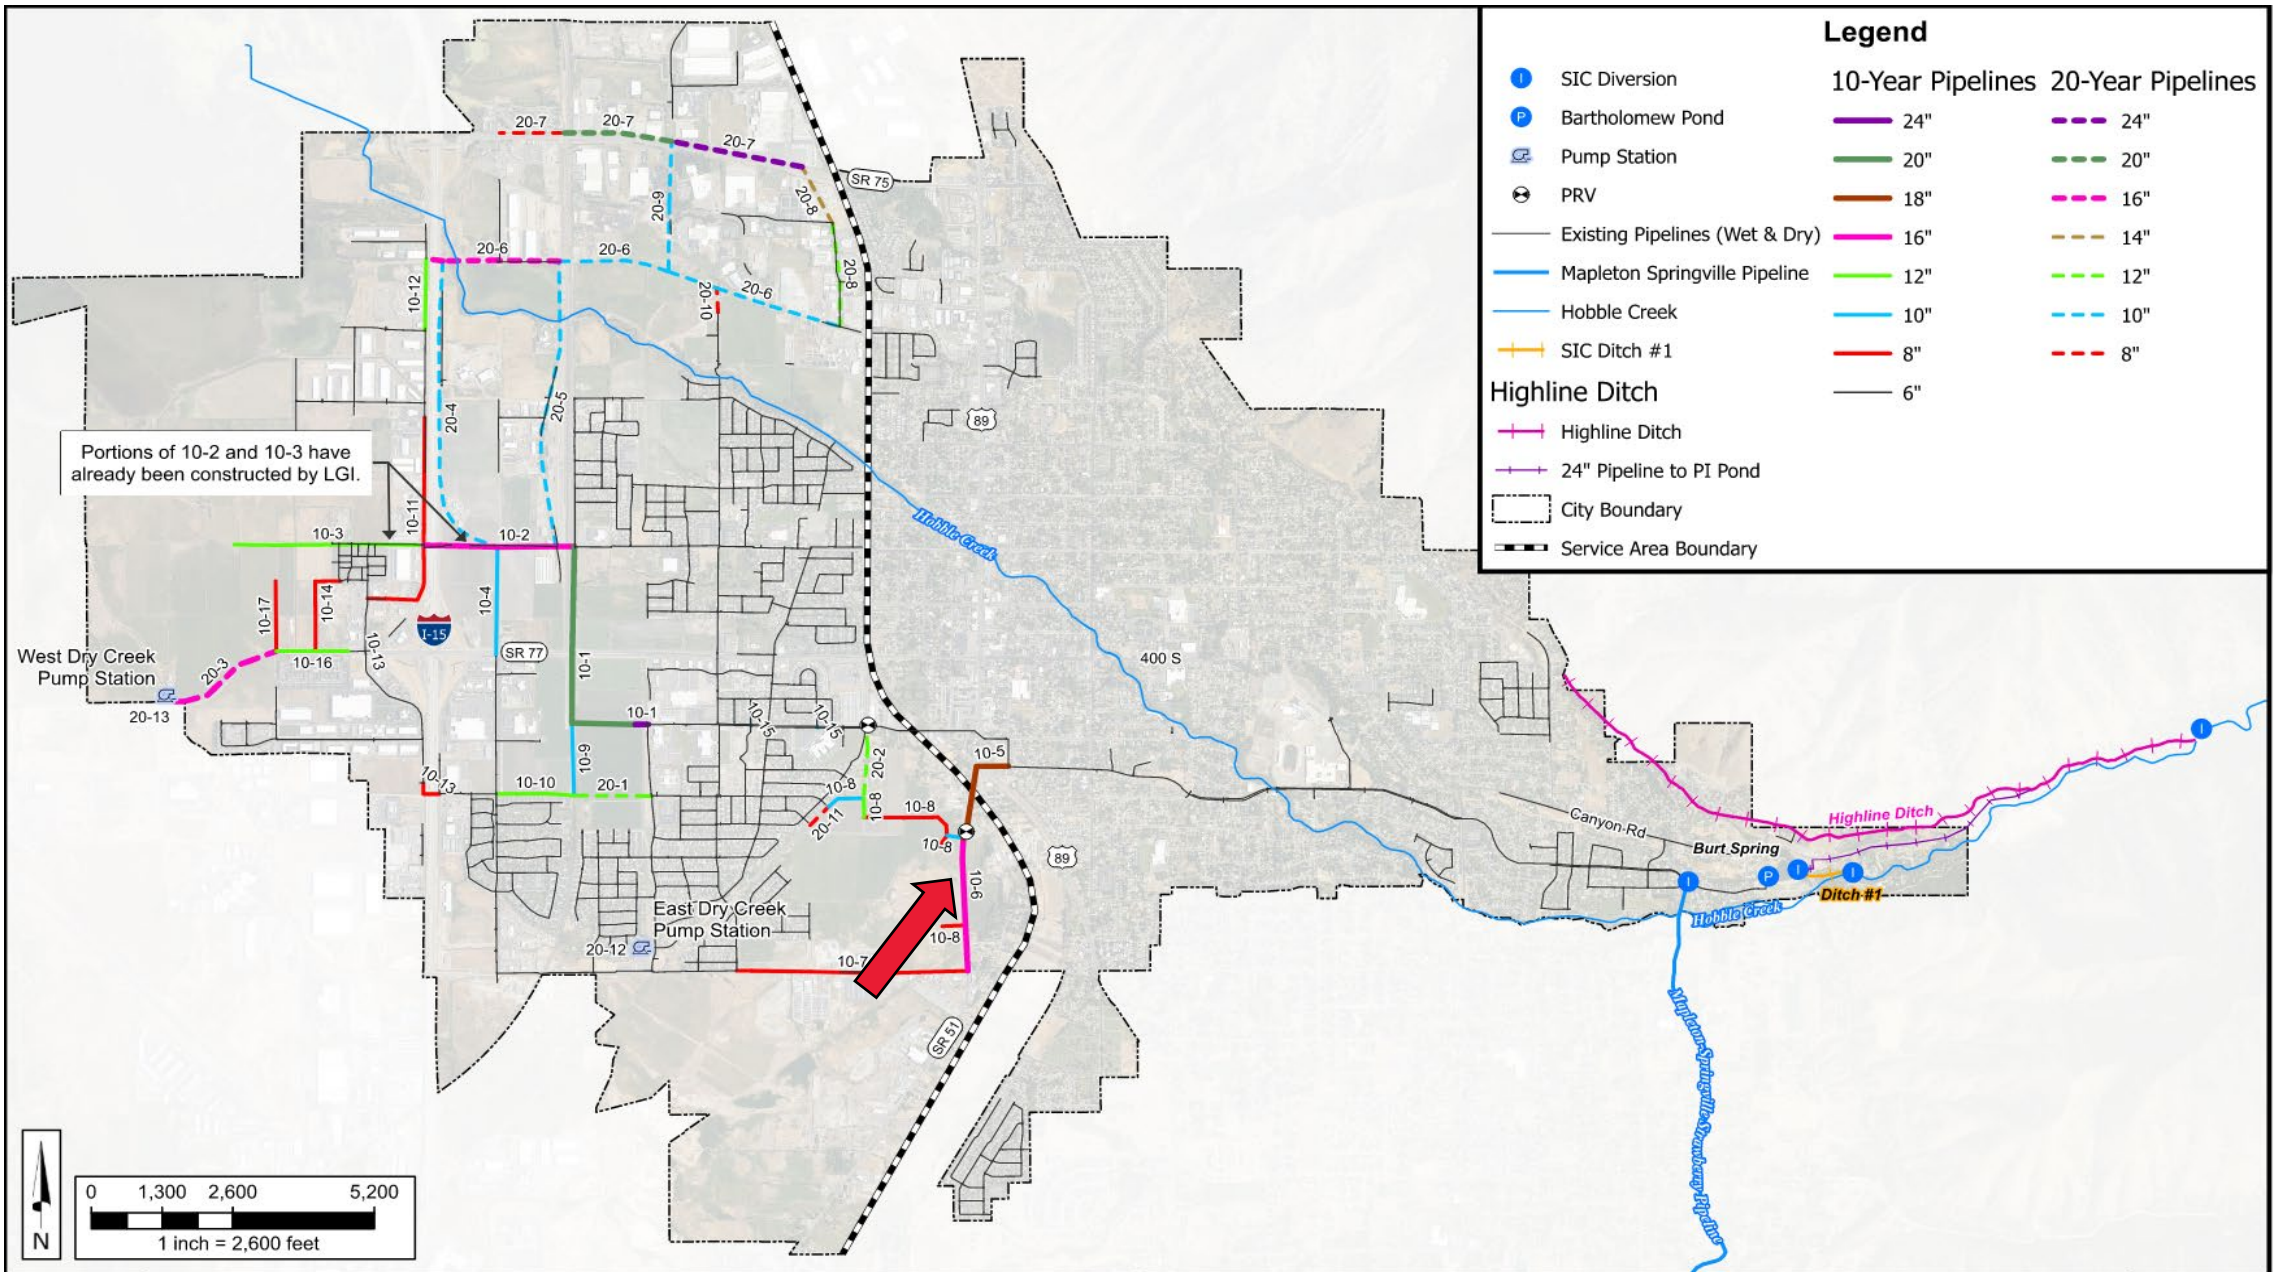 Legend
SIC Diversion
Bartholomew Pond
Pump Station
PRV
Existing Pipelines (Wet & Dry)
Mapleton Springville Pipeline
Hobble Creek
SIC Ditch #1
Highline Ditch
Highline Ditch
24" Pipeline to PI Pond
City Boundary
Service Area Boundary
10-Year Pipelines
24"
20"
18"
16"
12"
10"
8"
6"
20-Year Pipelines
24"
20"
16"
14"
12"
10"
8"
20-7
20-7
20-7
SR 75
20-8
20-9
20-6
20-6
20-6
20-8
20-10
10-12
20-4
20-5
89
Portions of 10-2 and 10-3 have
already been constructed by LGI.
10-11
10-3
10-2
Hobble Creek
10-4
10-17
10-14
I-15
10-13
SR 77
10-16
10-1
400 S
West Dry Creek
Pump Station
20-3
20-13
10-1
10-15
10-15
10-9
20-2
10-5
10-13
10-10
20-1
10-8
10-8
10-8
20-11
10-8
89
10-6
East Dry Creek
Pump Station
20-12
10-8
10-7
SR 51
Canyon Rd
Highline Ditch
Burt Spring
I
I
P
I
I
Ditch #1
Hobble Creek
Mapleton-Springville-Strawberry Pipeline
N
0 1,300 2,600 5,200
1 inch = 2,600 feet